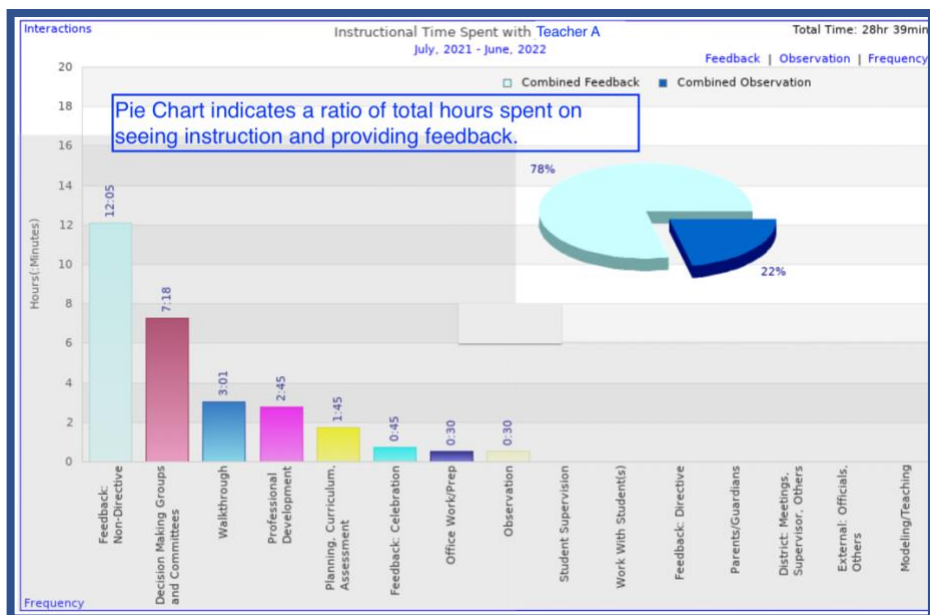 Interactions
Instructional Time Spent with Teacher A
Total Time: 28hr 39min
July, 2021 - June, 2022
Feedback | Observation | Frequency
Combined Feedback Combined Observation
Pie Chart indicates a ratio of total hours spent on
seeing instruction and providing feedback.
78%
22%
Hours(:Minutes)
20
18
16
14
12
10
8
6
4
2
0
12:05
7:18
3:01
2:45
1:45
0:45
0:30
0:30
Feedback:
Non-Directive
Decision Making Groups
and Committees
Walkthrough
Professional
Development
Planning, Curriculum,
Assessment
Feedback: Celebration
Office Work/Prep
Observation
Student Supervision
Work With Student(s)
Feedback: Directive
Parents/Guardians
District: Meetings,
Supervisor, Others
External: Officials,
Others
Modeling/Teaching
Frequency